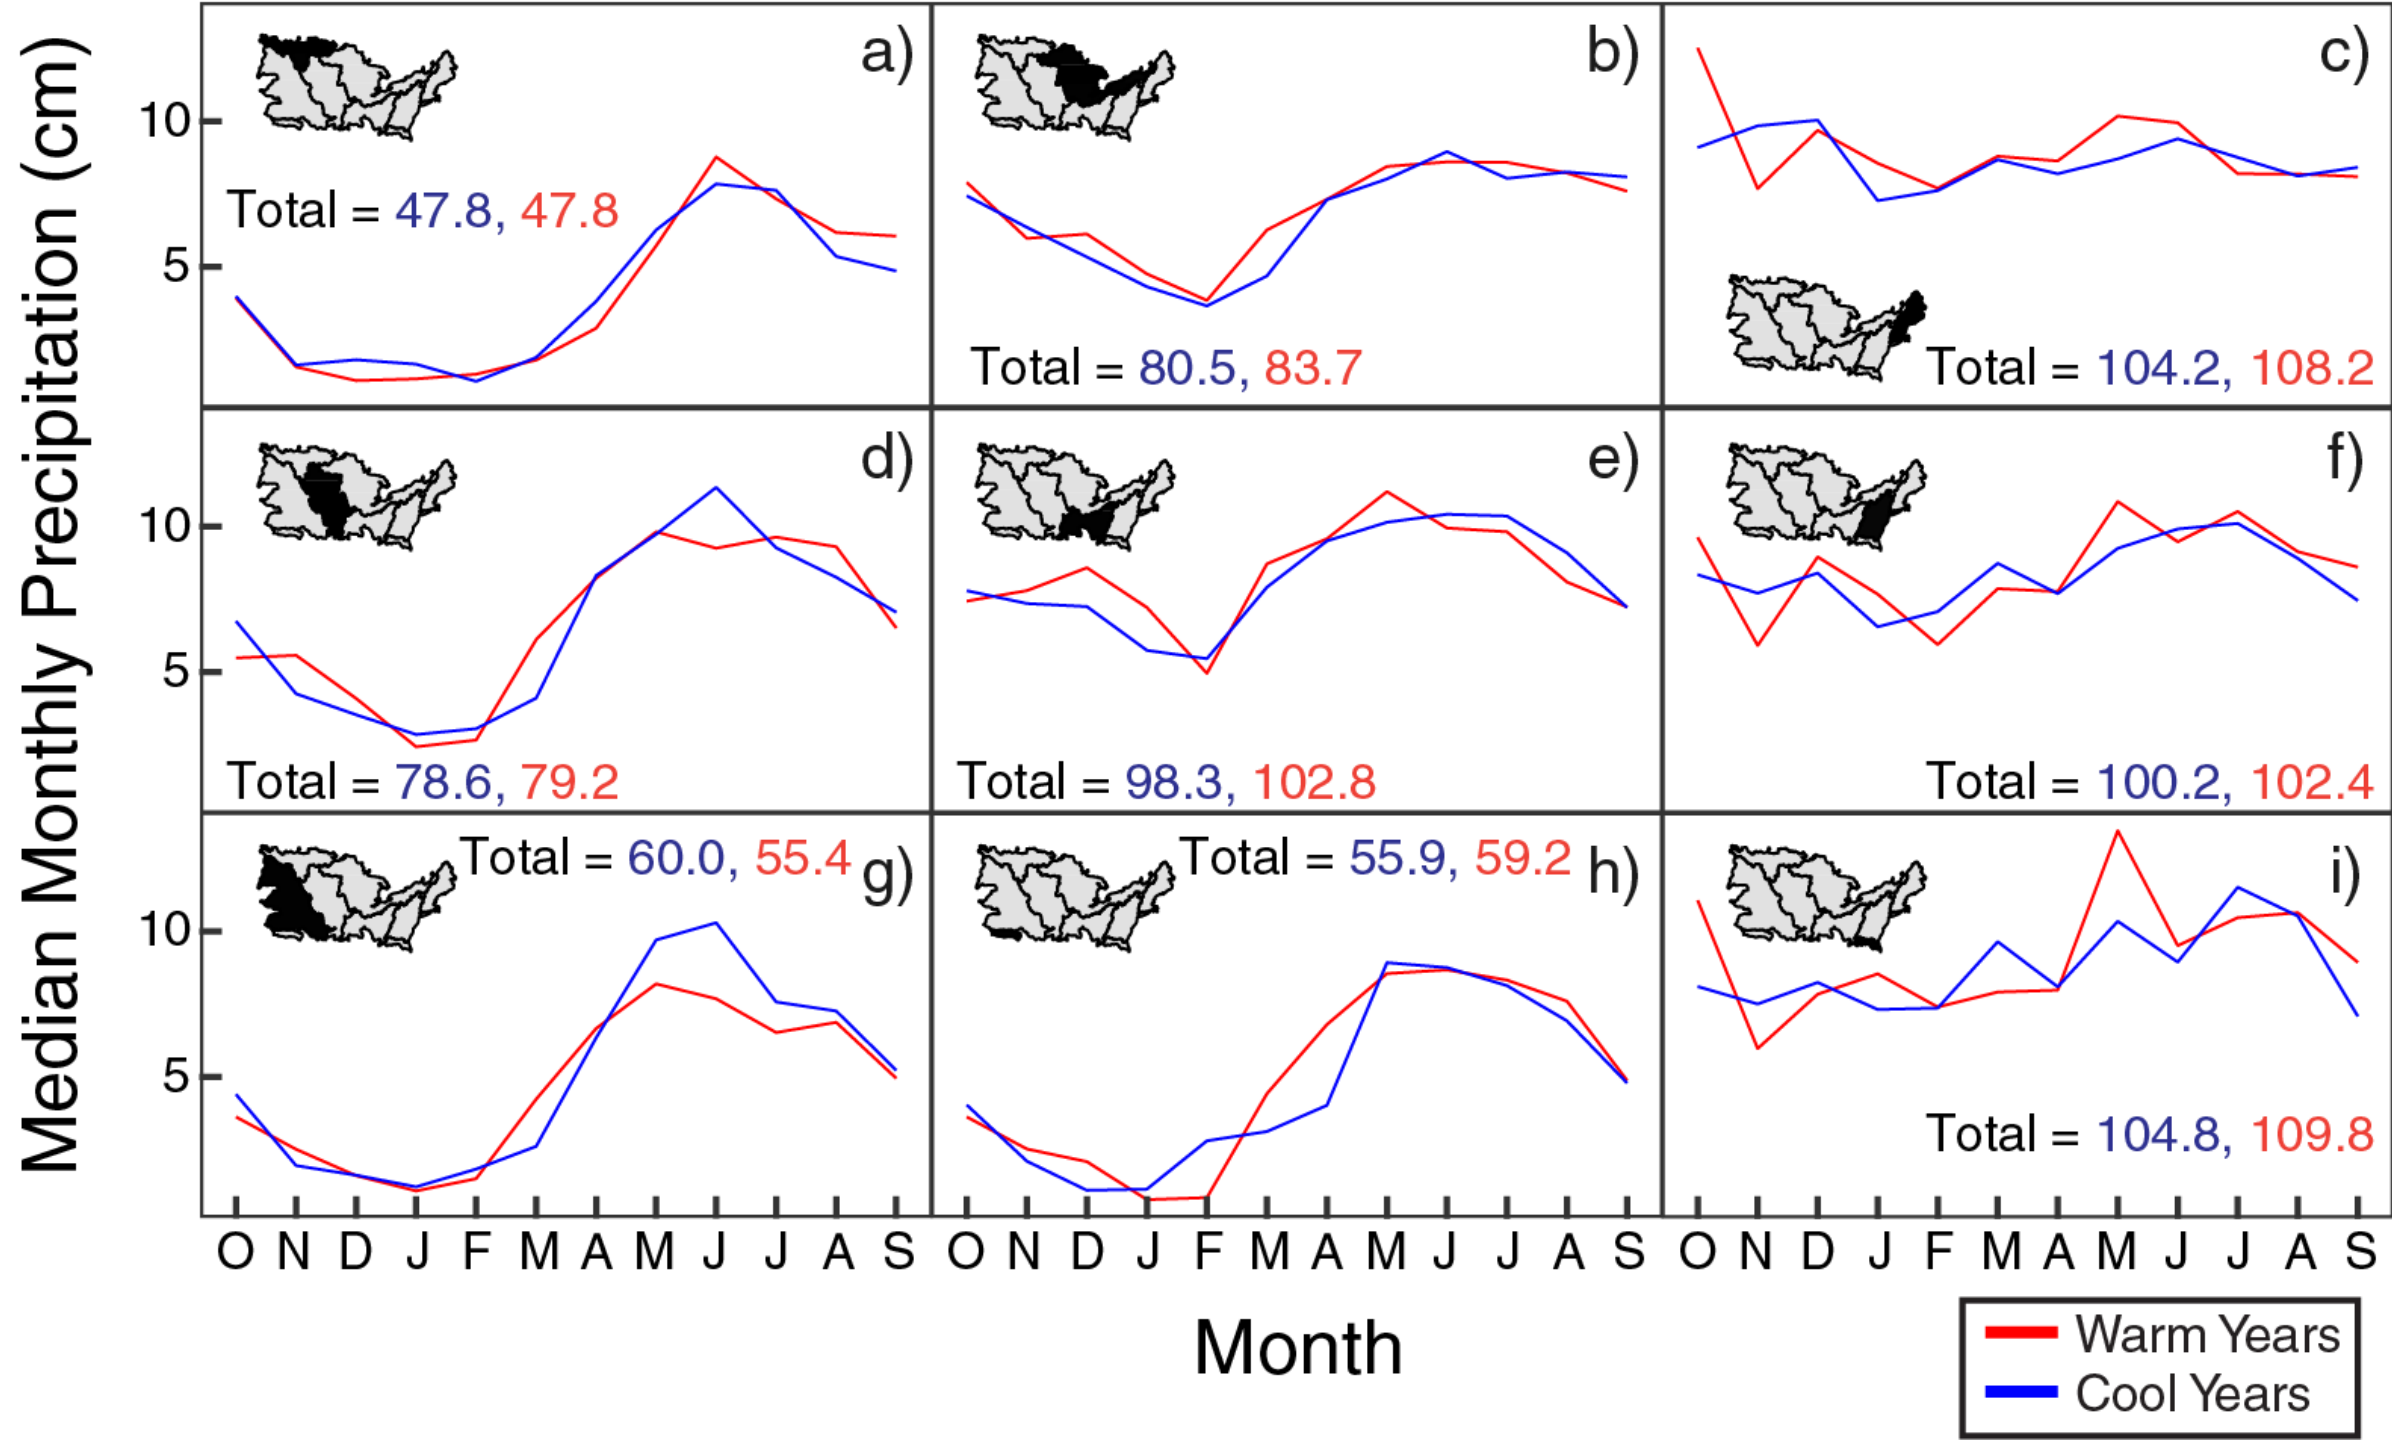 Median Monthly Precipitation (cm)
a)
10
5
Total = 47.8, 47.8
b)
Total = 80.5, 83.7
c)
Total = 104.2, 108.2
d)
10
5
Total = 78.6, 79.2
e)
Total = 98.3, 102.8
f)
Total = 100.2, 102.4
Total = 60.0, 55.4
g)
10
5
Total = 55.9, 59.2
h)
i)
Total = 104.8, 109.8
O N D J F M A M J J A S
O N D J F M A M J J A S
O N D J F M A M J J A S
Month
Warm Years
Cool Years